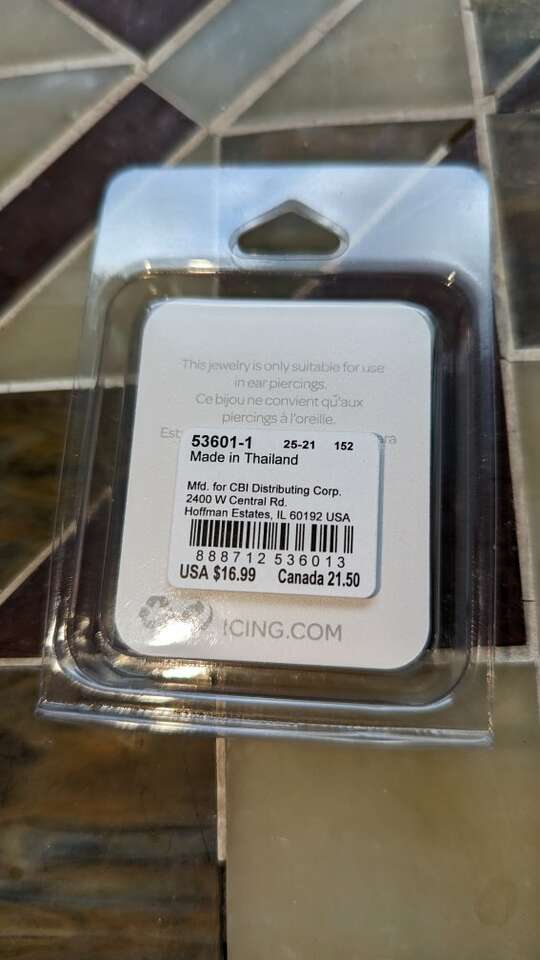 This jewelry is only suitable for use
in ear piercings.
Ce bijou ne convient qu'aux
piercings à l'oreille.
53601-1 25-21 152
Made in Thailand
Mfd. for CBI Distributing Corp.
2400 W Central Rd.
Hoffman Estates, IL 60192 USA
888712 536013
USA $16.99 Canada 21.50
ICING.COM